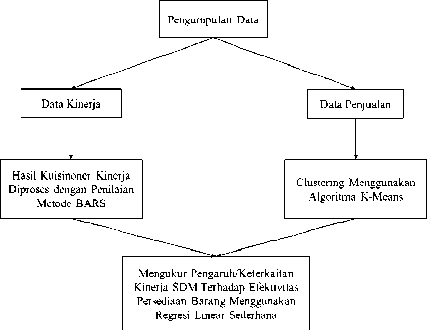 Pengumpulan Data
Data Kinerja
Data Penjualan
Hasil Kuisinoner Kinerja
Diproses dengan Penilaian
Metode BARS
Clustering Menggunakan
Algoritma K-Means
Mengukur Pengaruh/Keterkaitan
Kinerja SDM Terhadap Efektivitas
Persediaan Barang Menggunakan
Regresi Linear Sederhana